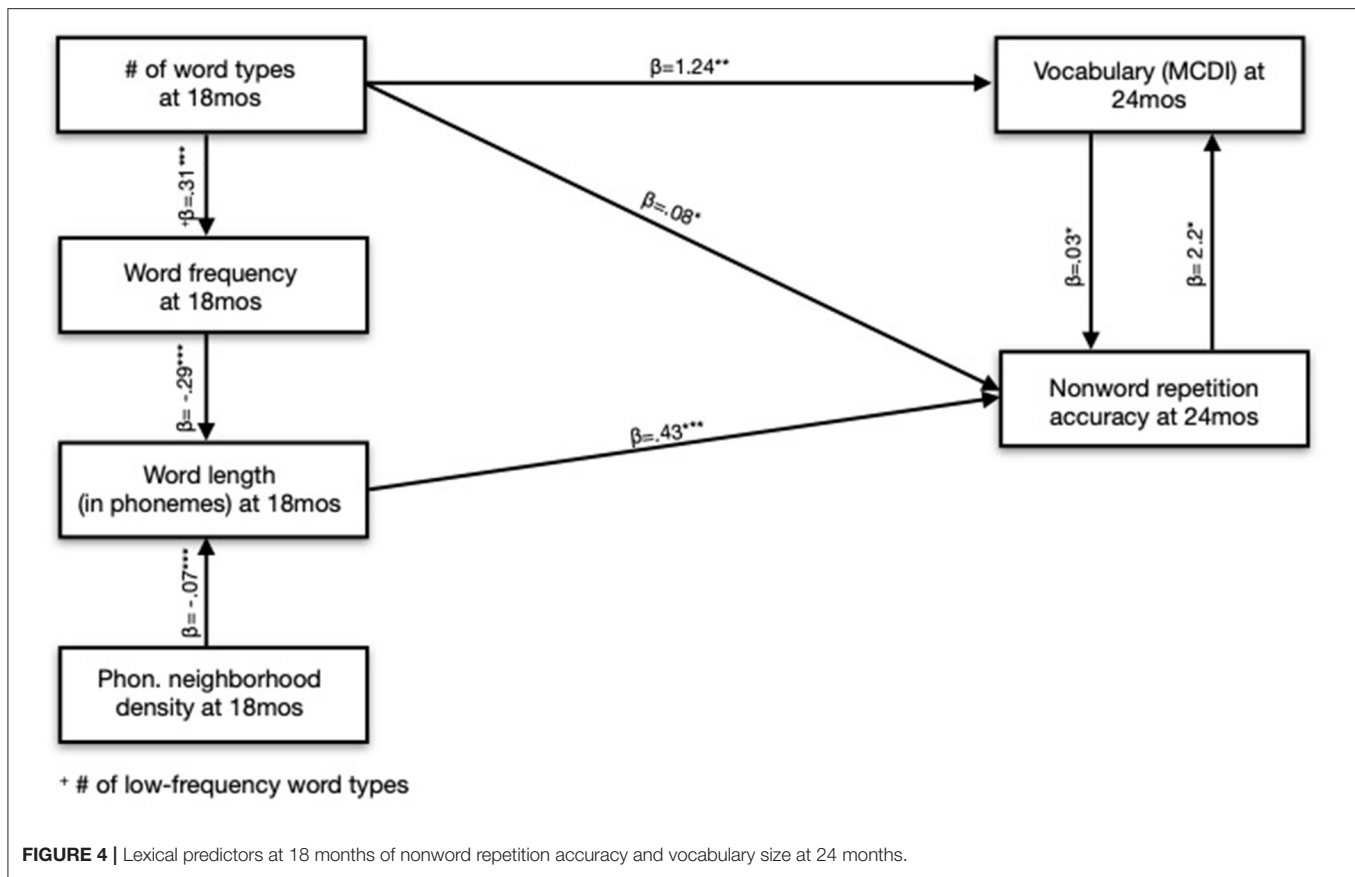 # of word types
at 18mos
β=1.24**
Vocabulary (MCDI) at
24mos
+β=.31***
β=.08*
β=.03*
β=2.2*
Word frequency
at 18mos
β= -.29***
Nonword repetition
accuracy at 24mos
β=.43***
Word length
(in phonemes) at 18mos
β= -.07***
Phon. neighborhood
density at 18mos
+ # of low-frequency word types
FIGURE 4 | Lexical predictors at 18 months of nonword repetition accuracy and vocabulary size at 24 months.